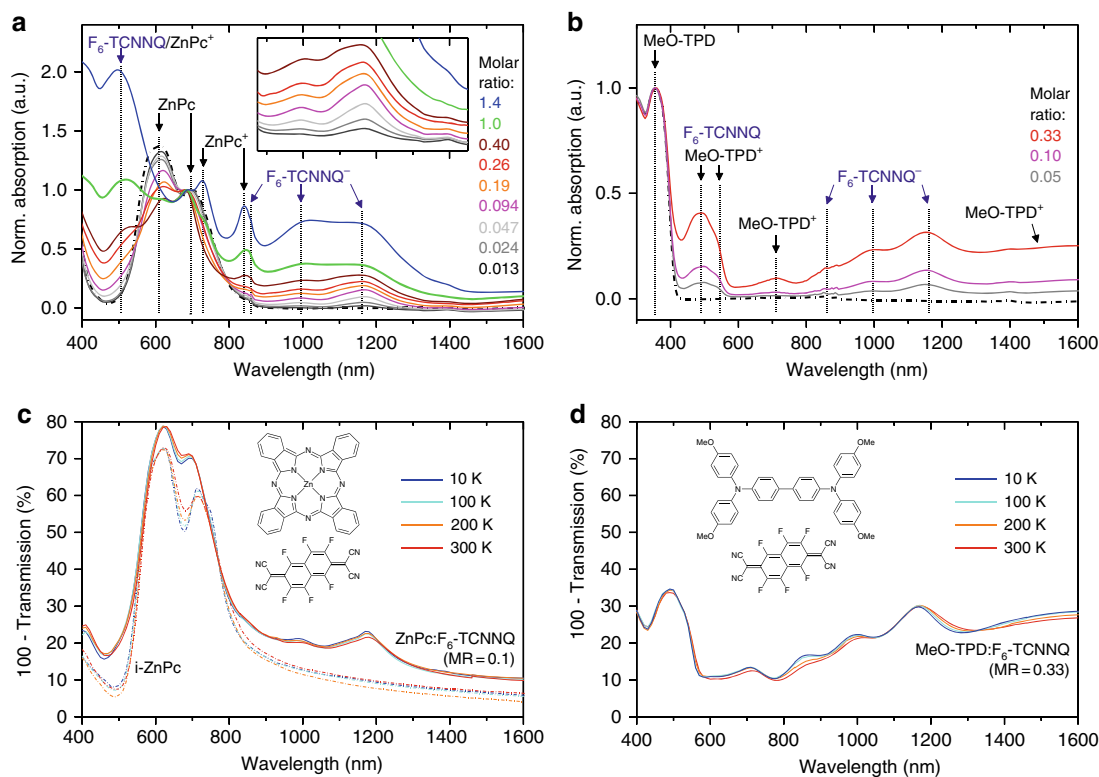 a
F6-TCNNQ/ZnPc+
ZnPc
ZnPc+
F6-TCNNQ−
Molar
ratio:
1.4
1.0
0.40
0.26
0.19
0.094
0.047
0.024
0.013
Norm. absorption (a.u.)
2.0
1.5
1.0
0.5
0.0
400 600 800 1000 1200 1400 1600
Wavelength (nm)
b
MeO-TPD
F6-TCNNQ
MeO-TPD+
MeO-TPD+
F6-TCNNQ−
MeO-TPD+
Molar
ratio:
0.33
0.10
0.05
Norm. absorption (a.u.)
1.0
0.5
0.0
400 600 800 1000 1200 1400 1600
Wavelength (nm)
c
100 - Transmission (%)
80
70
60
50
40
30
20
10
0
N N N
N Zn N
N N N
F F
NC CN
NC CN
F F F F
10 K
100 K
200 K
300 K
i-ZnPc
ZnPc:F6-TCNNQ
(MR = 0.1)
400 600 800 1000 1200 1400 1600
Wavelength (nm)
d
100 - Transmission (%)
80
70
60
50
40
30
20
10
0
MeO OMe
N N
MeO OMe
F F F
NC CN
NC CN
F F F
10 K
100 K
200 K
300 K
MeO-TPD:F6-TCNNQ
(MR = 0.33)
400 600 800 1000 1200 1400 1600
Wavelength (nm)